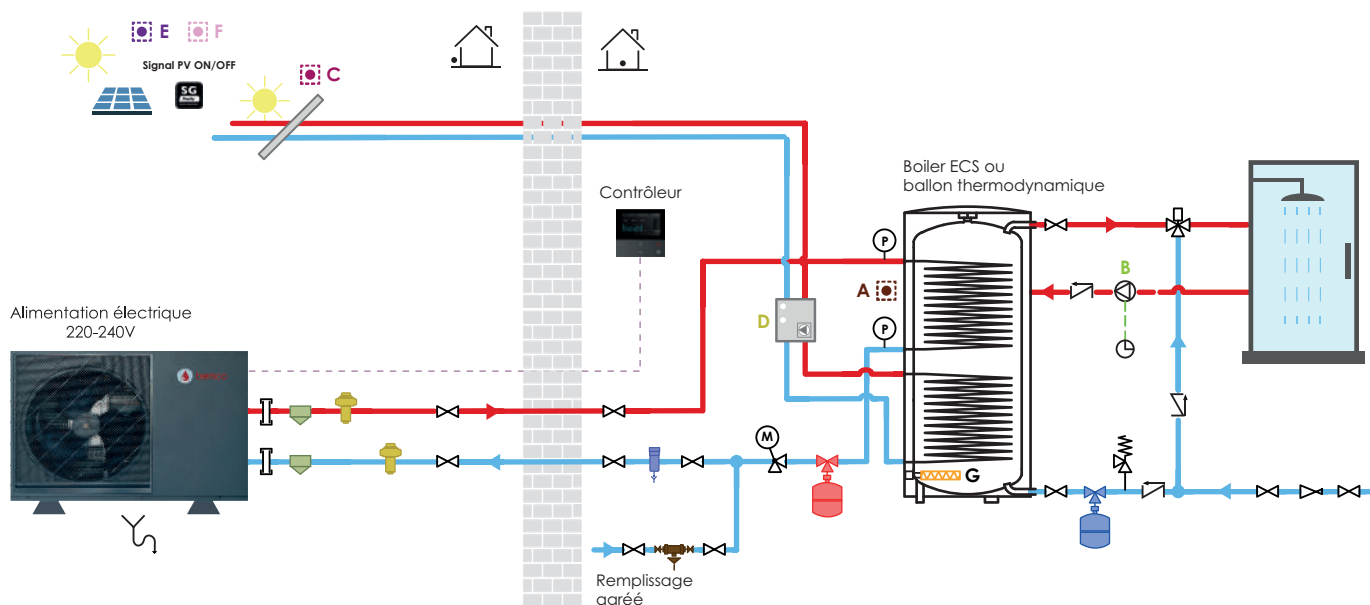 E F
Signal PV ON/OFF
SG
C
Contrôleur
Boiler ECS ou
ballon thermodynamique
P
A
B
P
D
Alimentation électrique
220-240V
M
G
Remplissage
agréé